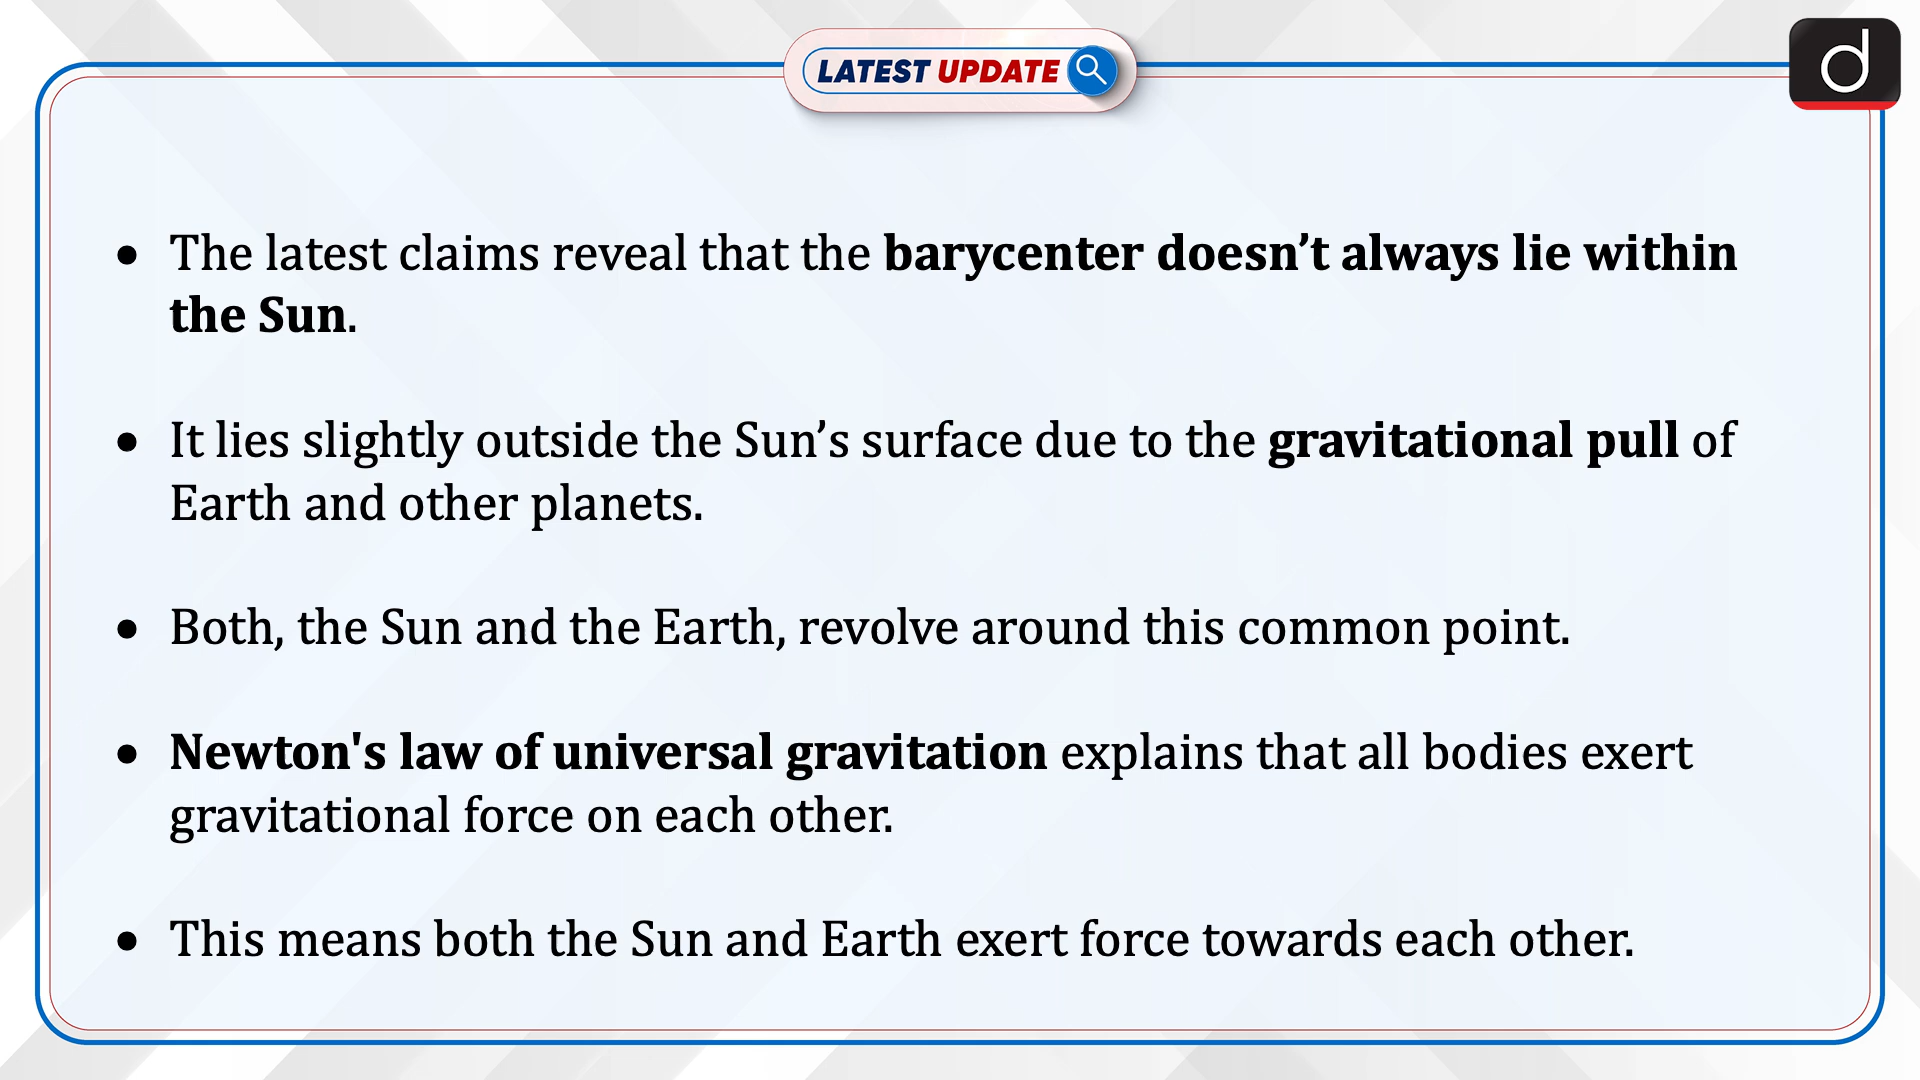 LATEST UPDATE
d
• The latest claims reveal that the barycenter doesn’t always lie within
the Sun.
• It lies slightly outside the Sun’s surface due to the gravitational pull of
Earth and other planets.
• Both, the Sun and the Earth, revolve around this common point.
• Newton's law of universal gravitation explains that all bodies exert
gravitational force on each other.
• This means both the Sun and Earth exert force towards each other.